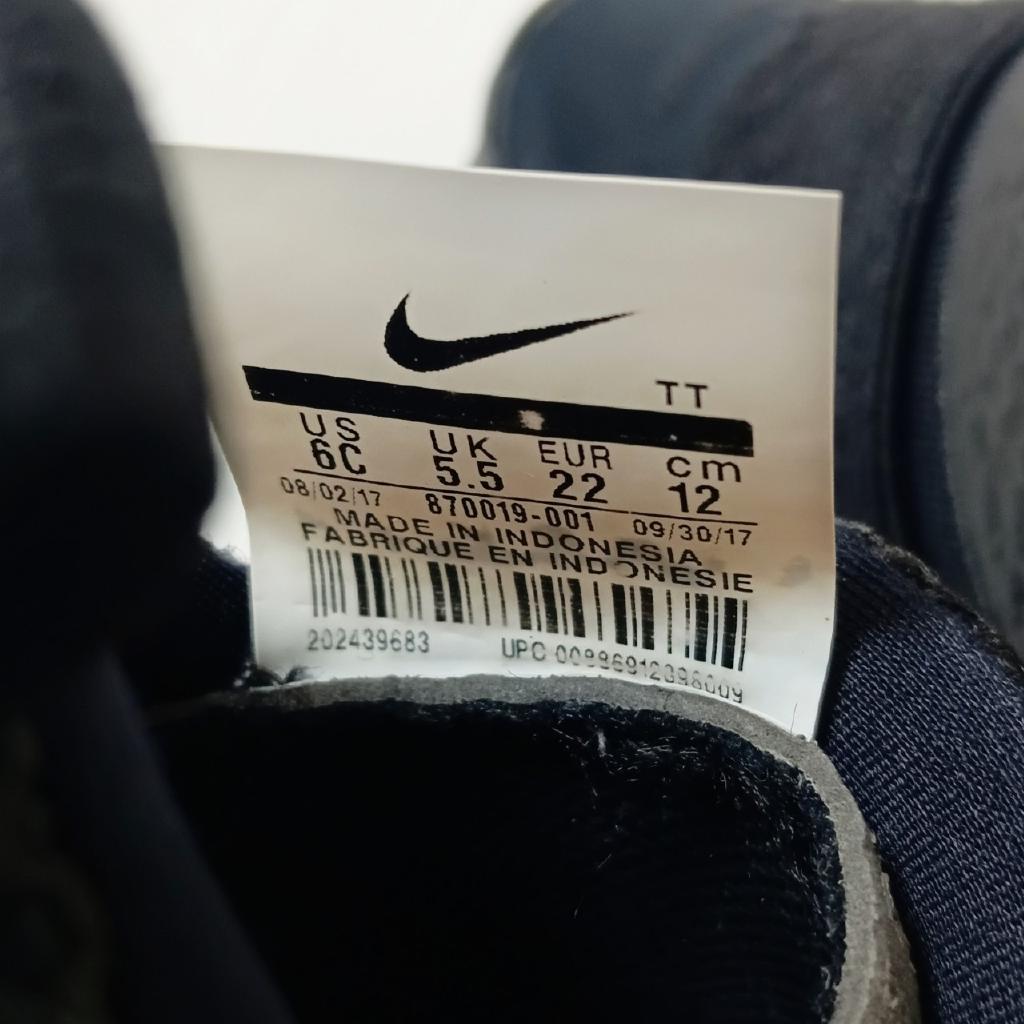 TT
US UK EUR cm
6C 5.5 22 12
08/02/17 870019-001 09/30/17
MADE IN INDONESIA
FABRIQUE EN INDONESIE
202439683 UPC 00886912398009